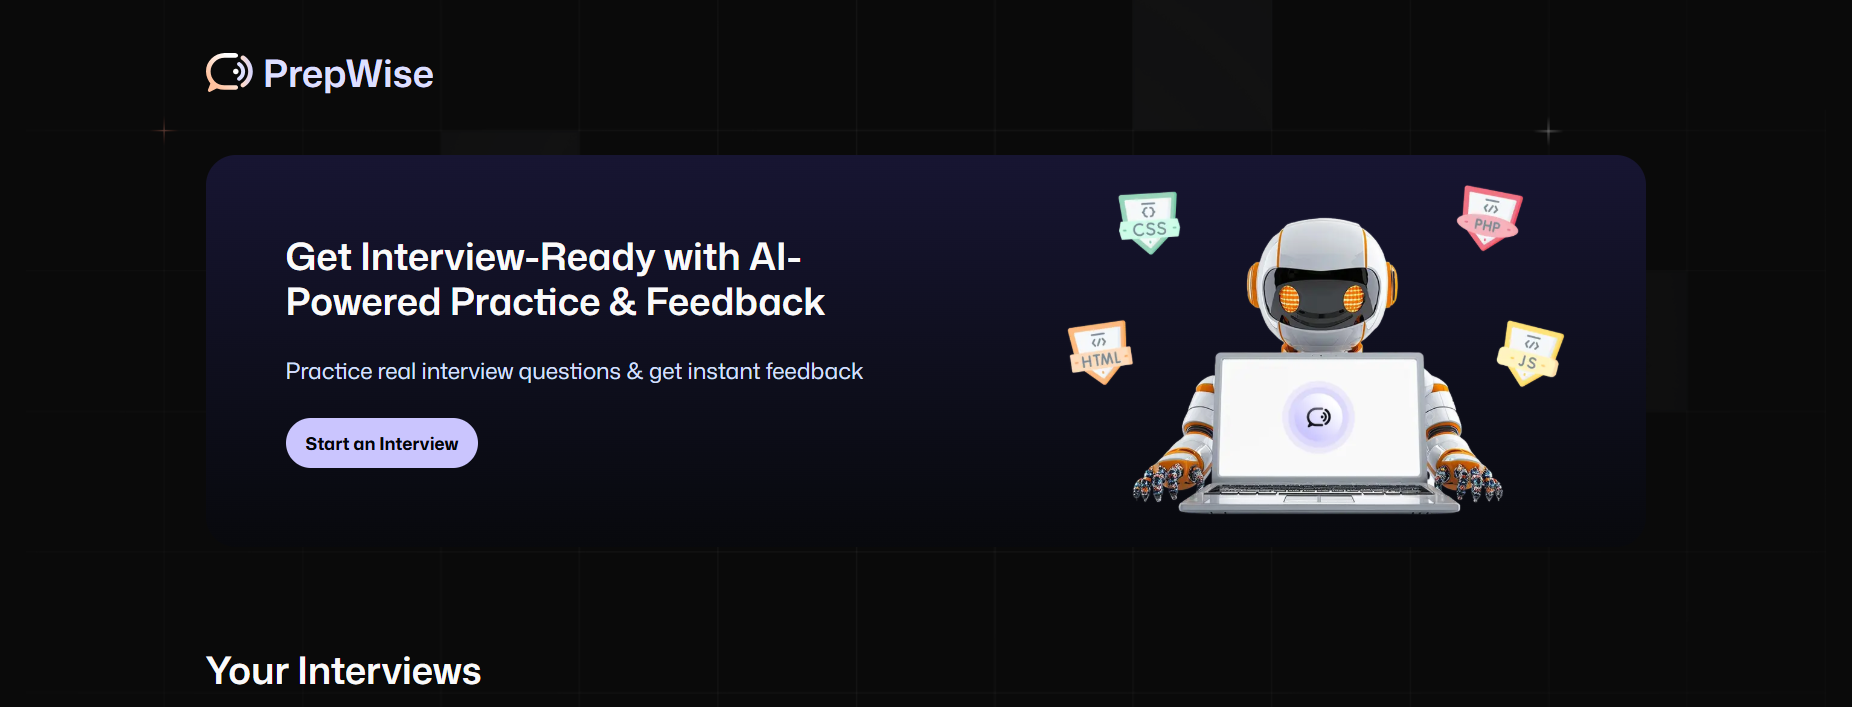 PrepWise
Get Interview-Ready with AI-
Powered Practice & Feedback
Practice real interview questions & get instant feedback
Start an Interview
CSS
PHP
HTML
JS
Your Interviews